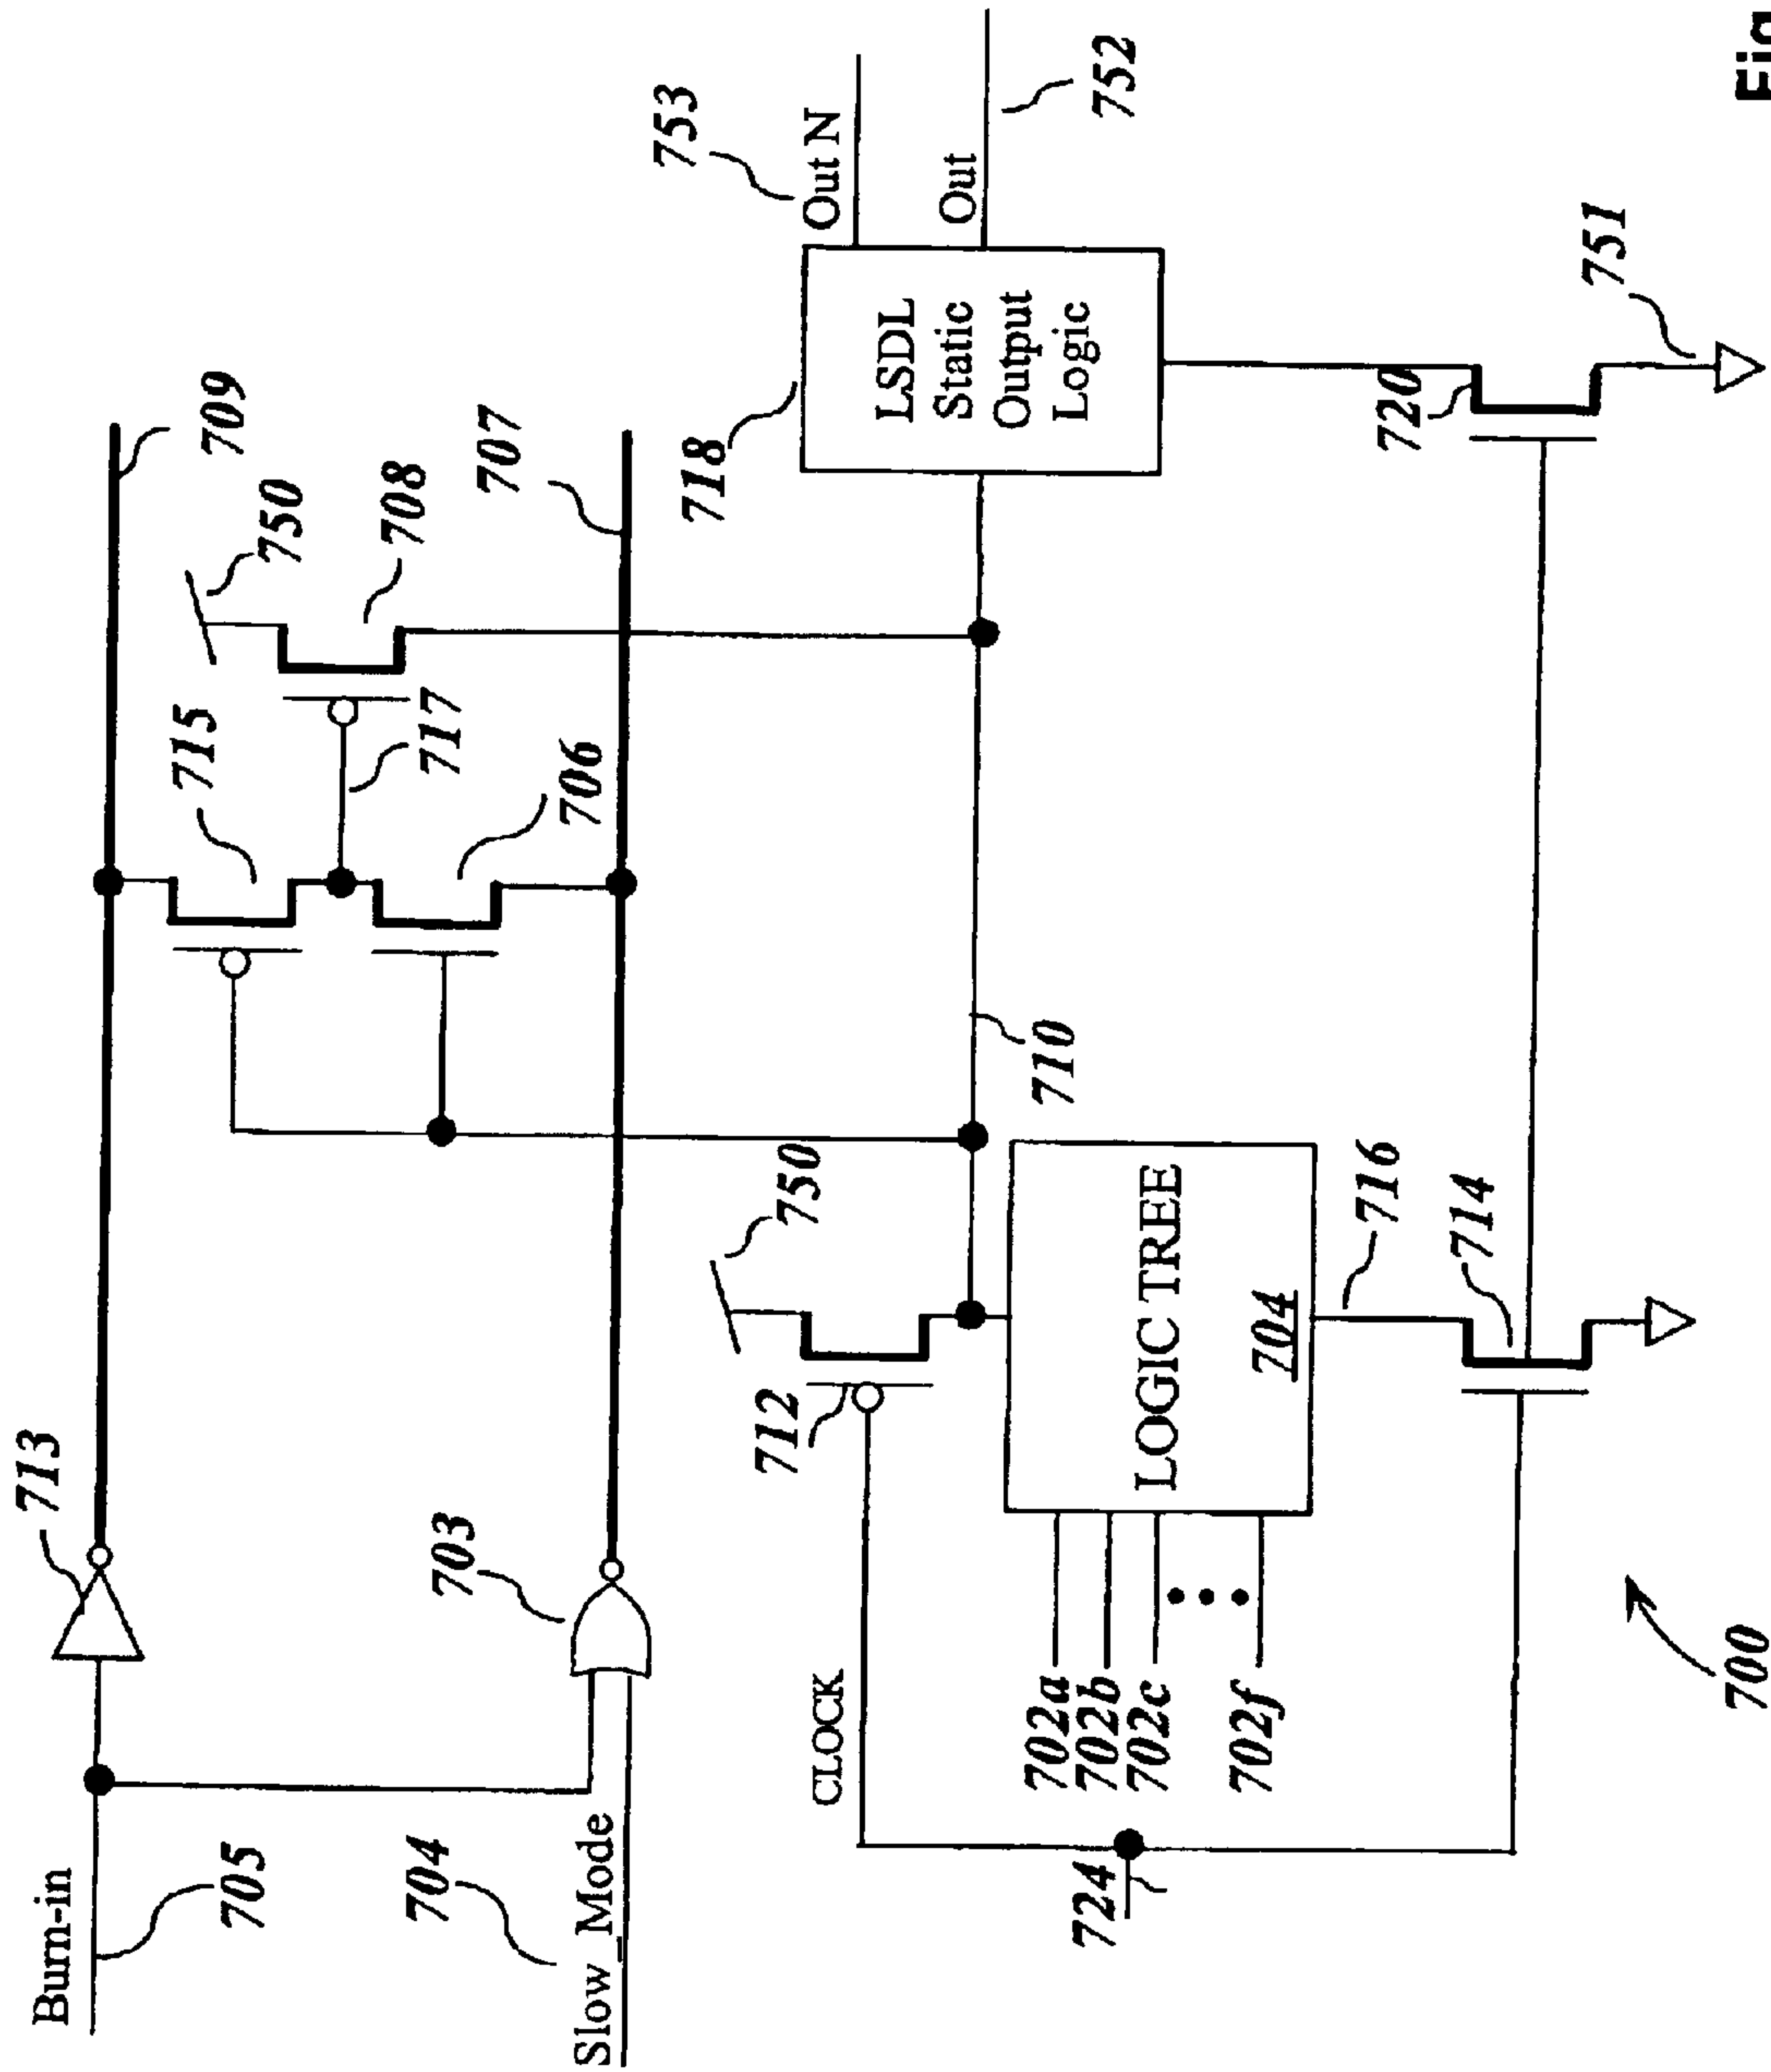 Burn-in
705
713
709
715
750
708
717
706
707
704
Slow_Mode
703
712
750
718
753
Out N
LSDL
Static
Output
Logic
Out
752
CLOCK
710
702a
702b
702c
702f
724
LOGIC TREE
704
716
714
720
751
700
Fig